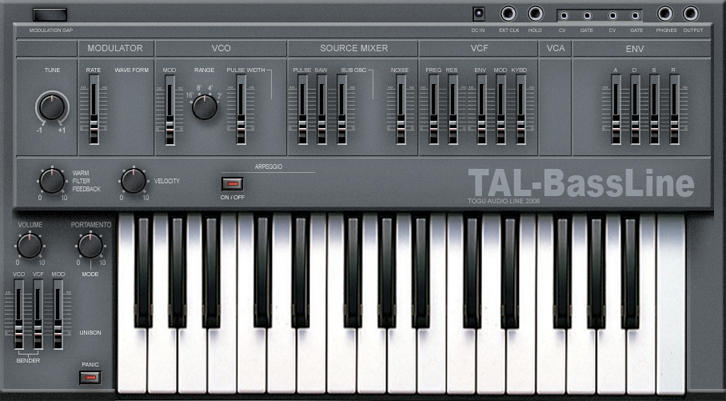 MODULATION GAP
DC IN EXT CLK HOLD CV GATE CV GATE PHONES OUTPUT
MODULATOR VCO SOURCE MIXER VCF VCA ENV
TUNE RATE WAVE FORM MOD RANGE PULSE WIDTH PULSE SAW SUB OSC NOISE FREQ RES ENV MOD KYBD A D S R
16' 8' 4' 2'
-1 +1
ARPEGGIO
WARM
FILTER
FEEDBACK
VELOCITY
0 10 0 10
ON / OFF
TAL-BassLine
TOGU AUDIO LINE 2006
VOLUME PORTAMENTO
0 10 0 10
VCO VCF MOD MODE
UNISON
BENDER
PANIC